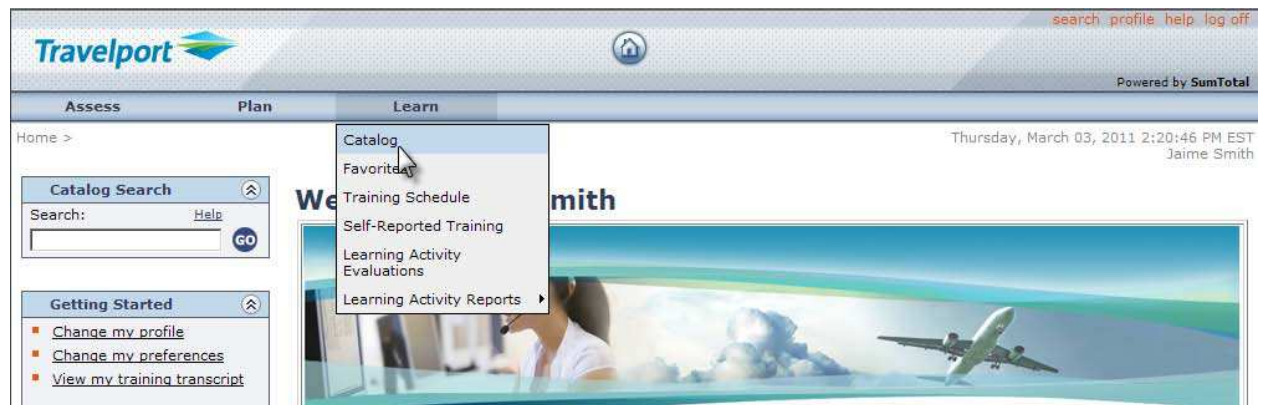 search profile help log off
Travelport
Powered by SumTotal
Assess Plan Learn
Home >
Thursday, March 03, 2011 2:20:46 PM EST
Jaime Smith
Catalog
Favorites
Training Schedule
Self-Reported Training
Learning Activity
Evaluations
Learning Activity Reports
Catalog Search
Search: Help
GO
We mith
Getting Started
Change my profile
Change my preferences
View my training transcript